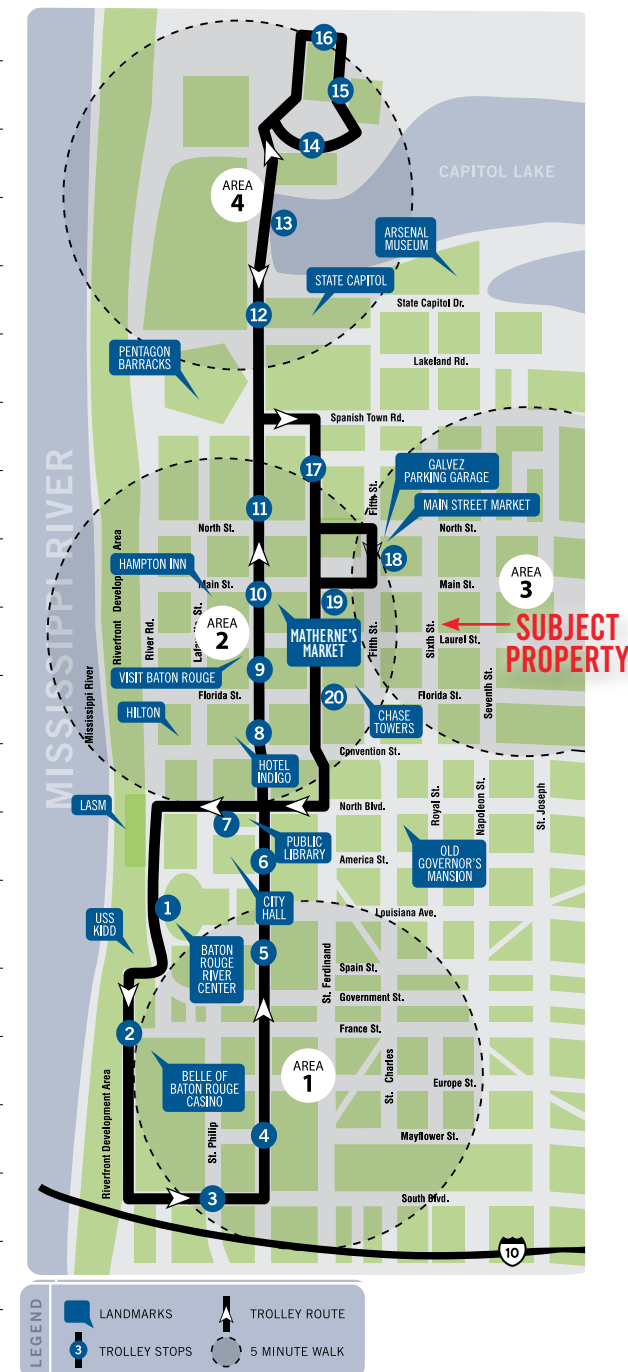 16
15
14
CAPITOL LAKE
AREA
4
13
ARSENAL
MUSEUM
STATE CAPITOL
State Capitol Dr.
12
PENTAGON
BARRACKS
Lakeland Rd.
Spanish Town Rd.
MISSISSIPPI RIVER
17
Fifth St.
GALVEZ
PARKING GARAGE
MAIN STREET MARKET
11
North St.
North St.
Riverfront Development Area
HAMPTON INN
18
Main St.
Main St.
AREA
3
10
19
River Rd.
AREA
2
MATHERNE'S
MARKET
Fifth St.
Sixth St.
SUBJECT
PROPERTY
Laurel St.
9
VISIT BATON ROUGE
Florida St.
Florida St.
Seventh St.
Mississippi River
20
CHASE
TOWERS
HILTON
8
HOTEL
INDIGO
Convention St.
LASM
7
North Blvd.
Royal St.
Napoleon St.
St. Joseph
PUBLIC
LIBRARY
6
America St.
OLD
GOVERNOR'S
MANSION
CITY
HALL
1
Louisiana Ave.
USS
KIDD
BATON
ROUGE
RIVER
CENTER
5
St. Ferdinand
Spain St.
Government St.
2
France St.
BELLE OF
BATON ROUGE
CASINO
AREA
1
St. Charles
Europe St.
Riverfront Development Area
St. Philip
4
Mayflower St.
3
South Blvd.
10
LEGEND
LANDMARKS
TROLLEY ROUTE
3
TROLLEY STOPS
5 MINUTE WALK